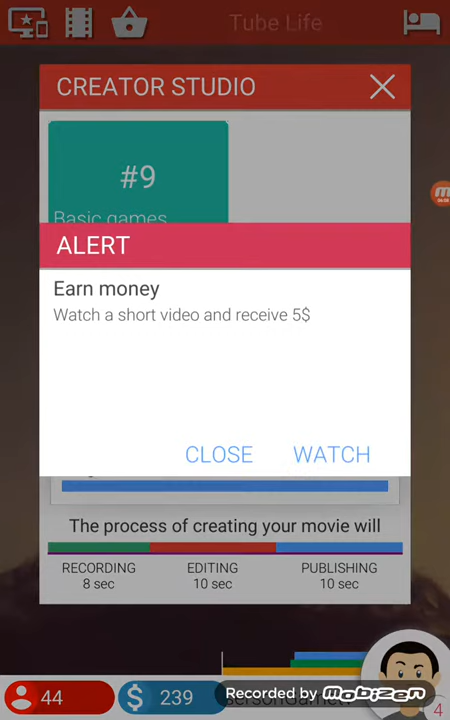 Tube Life
CREATOR STUDIO
#9
Basic games
ALERT
Earn money
Watch a short video and receive 5$
CLOSE WATCH
The process of creating your movie will
RECORDING EDITING PUBLISHING
8 sec 10 sec 10 sec
44 239 Recorded by MOBIZEN
4